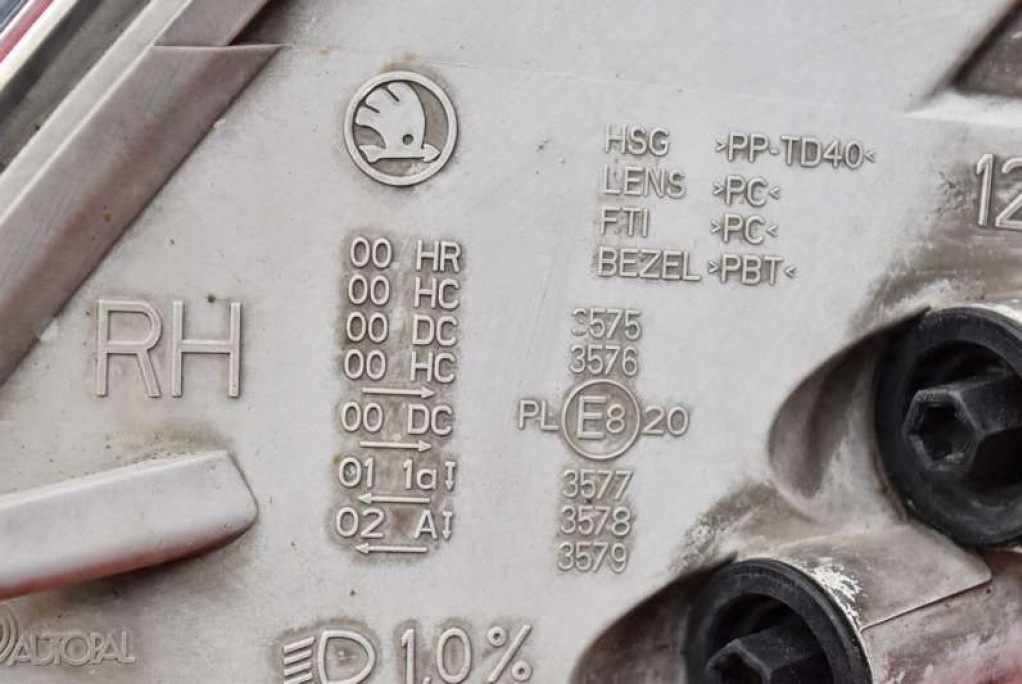 HSG >PP-TD40<
LENS >PC<
FTI >PC<
BEZEL >PBT<
12
00 HR
00 HC
00 DC
00 HC
→
00 DC
→
01 1a↕
←
02 A↕
←
RH
3575
3576
PL E8 20
3577
3578
3579
AUTOPAL
1.0%